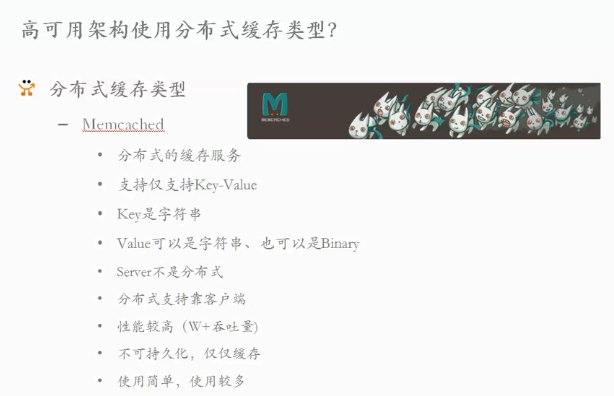 高可用架构使用分布式缓存类型?
分布式缓存类型
– Memcached
MEMCACHED
• 分布式的缓存服务
• 支持仅支持Key-Value
• Key是字符串
• Value可以是字符串、也可以是Binary
• Server不是分布式
• 分布式支持靠客户端
• 性能较高（W+吞吐量)
• 不可持久化，仅仅缓存
• 使用简单，使用较多